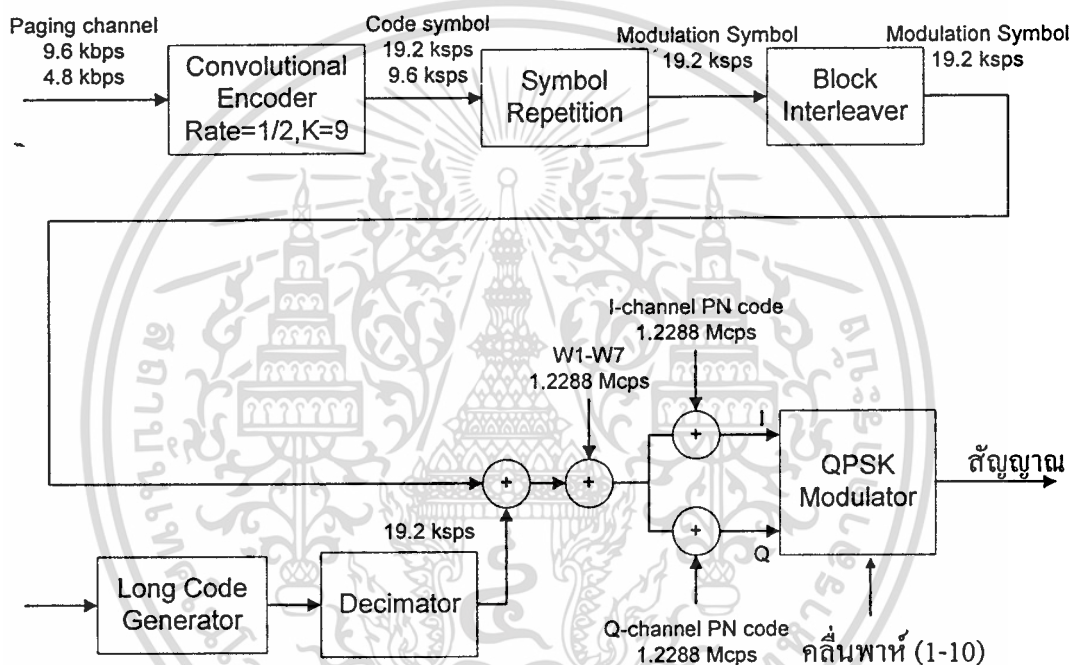 Paging channel
9.6 kbps
4.8 kbps
Convolutional
Encoder
Rate=1/2,K=9
Code symbol
19.2 ksps
9.6 ksps
Symbol
Repetition
Modulation Symbol
19.2 ksps
Block
Interleaver
Modulation Symbol
19.2 ksps
I-channel PN code
1.2288 Mcps
W1-W7
1.2288 Mcps
+
I
+
+
QPSK
Modulator
สัญญาณ
+
Q
19.2 ksps
Long Code
Generator
Decimator
Q-channel PN code
1.2288 Mcps
คลื่นพาห์ (1-10)